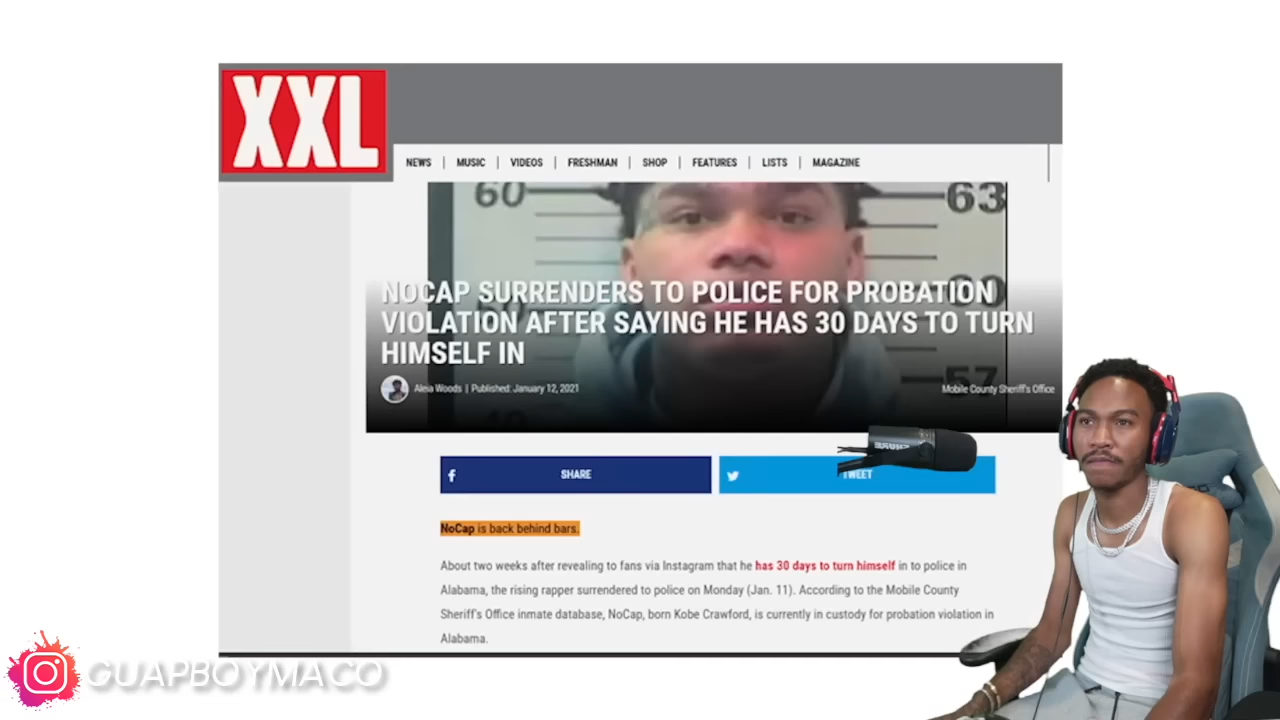 XXL
NEWS | MUSIC | VIDEOS | FRESHMAN | SHOP | FEATURES | LISTS | MAGAZINE
60
63
60
NOCAP SURRENDERS TO POLICE FOR PROBATION
VIOLATION AFTER SAYING HE HAS 30 DAYS TO TURN
HIMSELF IN
57
Aleia Woods | Published: January 12, 2021
Mobile County Sheriff's Office
SHURE
SHARE
TWEET
NoCap is back behind bars.
About two weeks after revealing to fans via Instagram that he has 30 days to turn himself in to police in
Alabama, the rising rapper surrendered to police on Monday (Jan. 11). According to the Mobile County
Sheriff's Office inmate database, NoCap, born Kobe Crawford, is currently in custody for probation violation in
Alabama.
GUAPBOYMACO